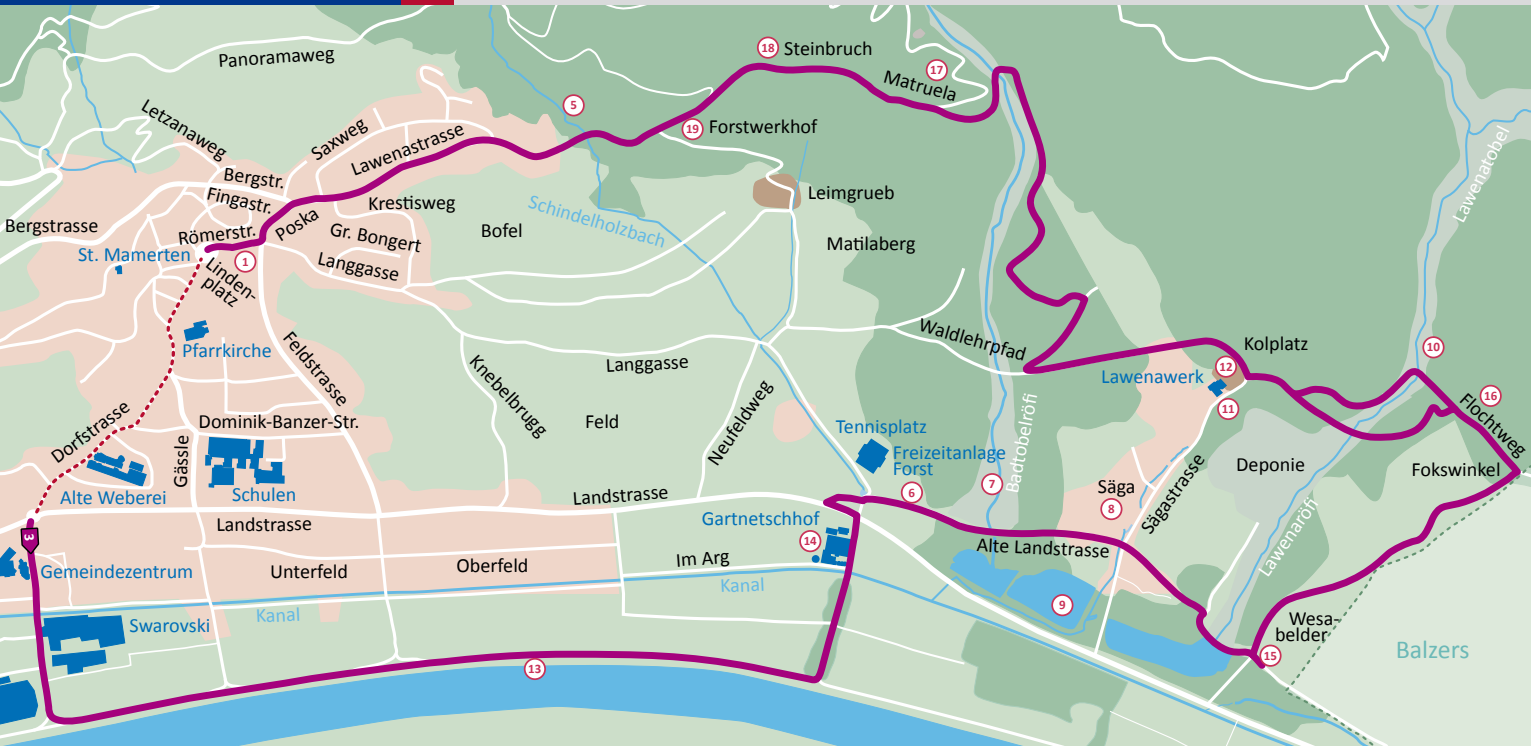 Panoramaweg
18 Steinbruch
17
Matruela
5
Letzanaweg
Saxweg
Lawenastrasse
19 Forstwerkhof
Lawenatobel
Bergstr.
Fingastr.
Krestisweg
Leimgrueb
Schindelholzbach
Bergstrasse
Römerstr.
Poska
Gr. Bongert
Bofel
Matilaberg
St. Mamerten
1
Langgasse
Linden-
platz
Pfarrkirche
Feldstrasse
Langgasse
Waldlehrpfad
Kolplatz
10
12
Lawenawerk
11
16
Flochtweg
Knebelbrugg
Neufeldweg
Feld
Dorfstrasse
Gässle
Dominik-Banzer-Str.
Tennisplatz
Freizeitanlage
Forst
Badtobelröfi
Deponie
Fokswinkel
Alte Weberei
Schulen
Landstrasse
6
7
Säga
8
Sägastrasse
Landstrasse
Gartnetschhof
14
Lawenaröfi
3
Gemeindezentrum
Unterfeld
Oberfeld
Im Arg
Kanal
Alte Landstrasse
9
Kanal
Swarovski
Wesa-
belder
15
Balzers
13